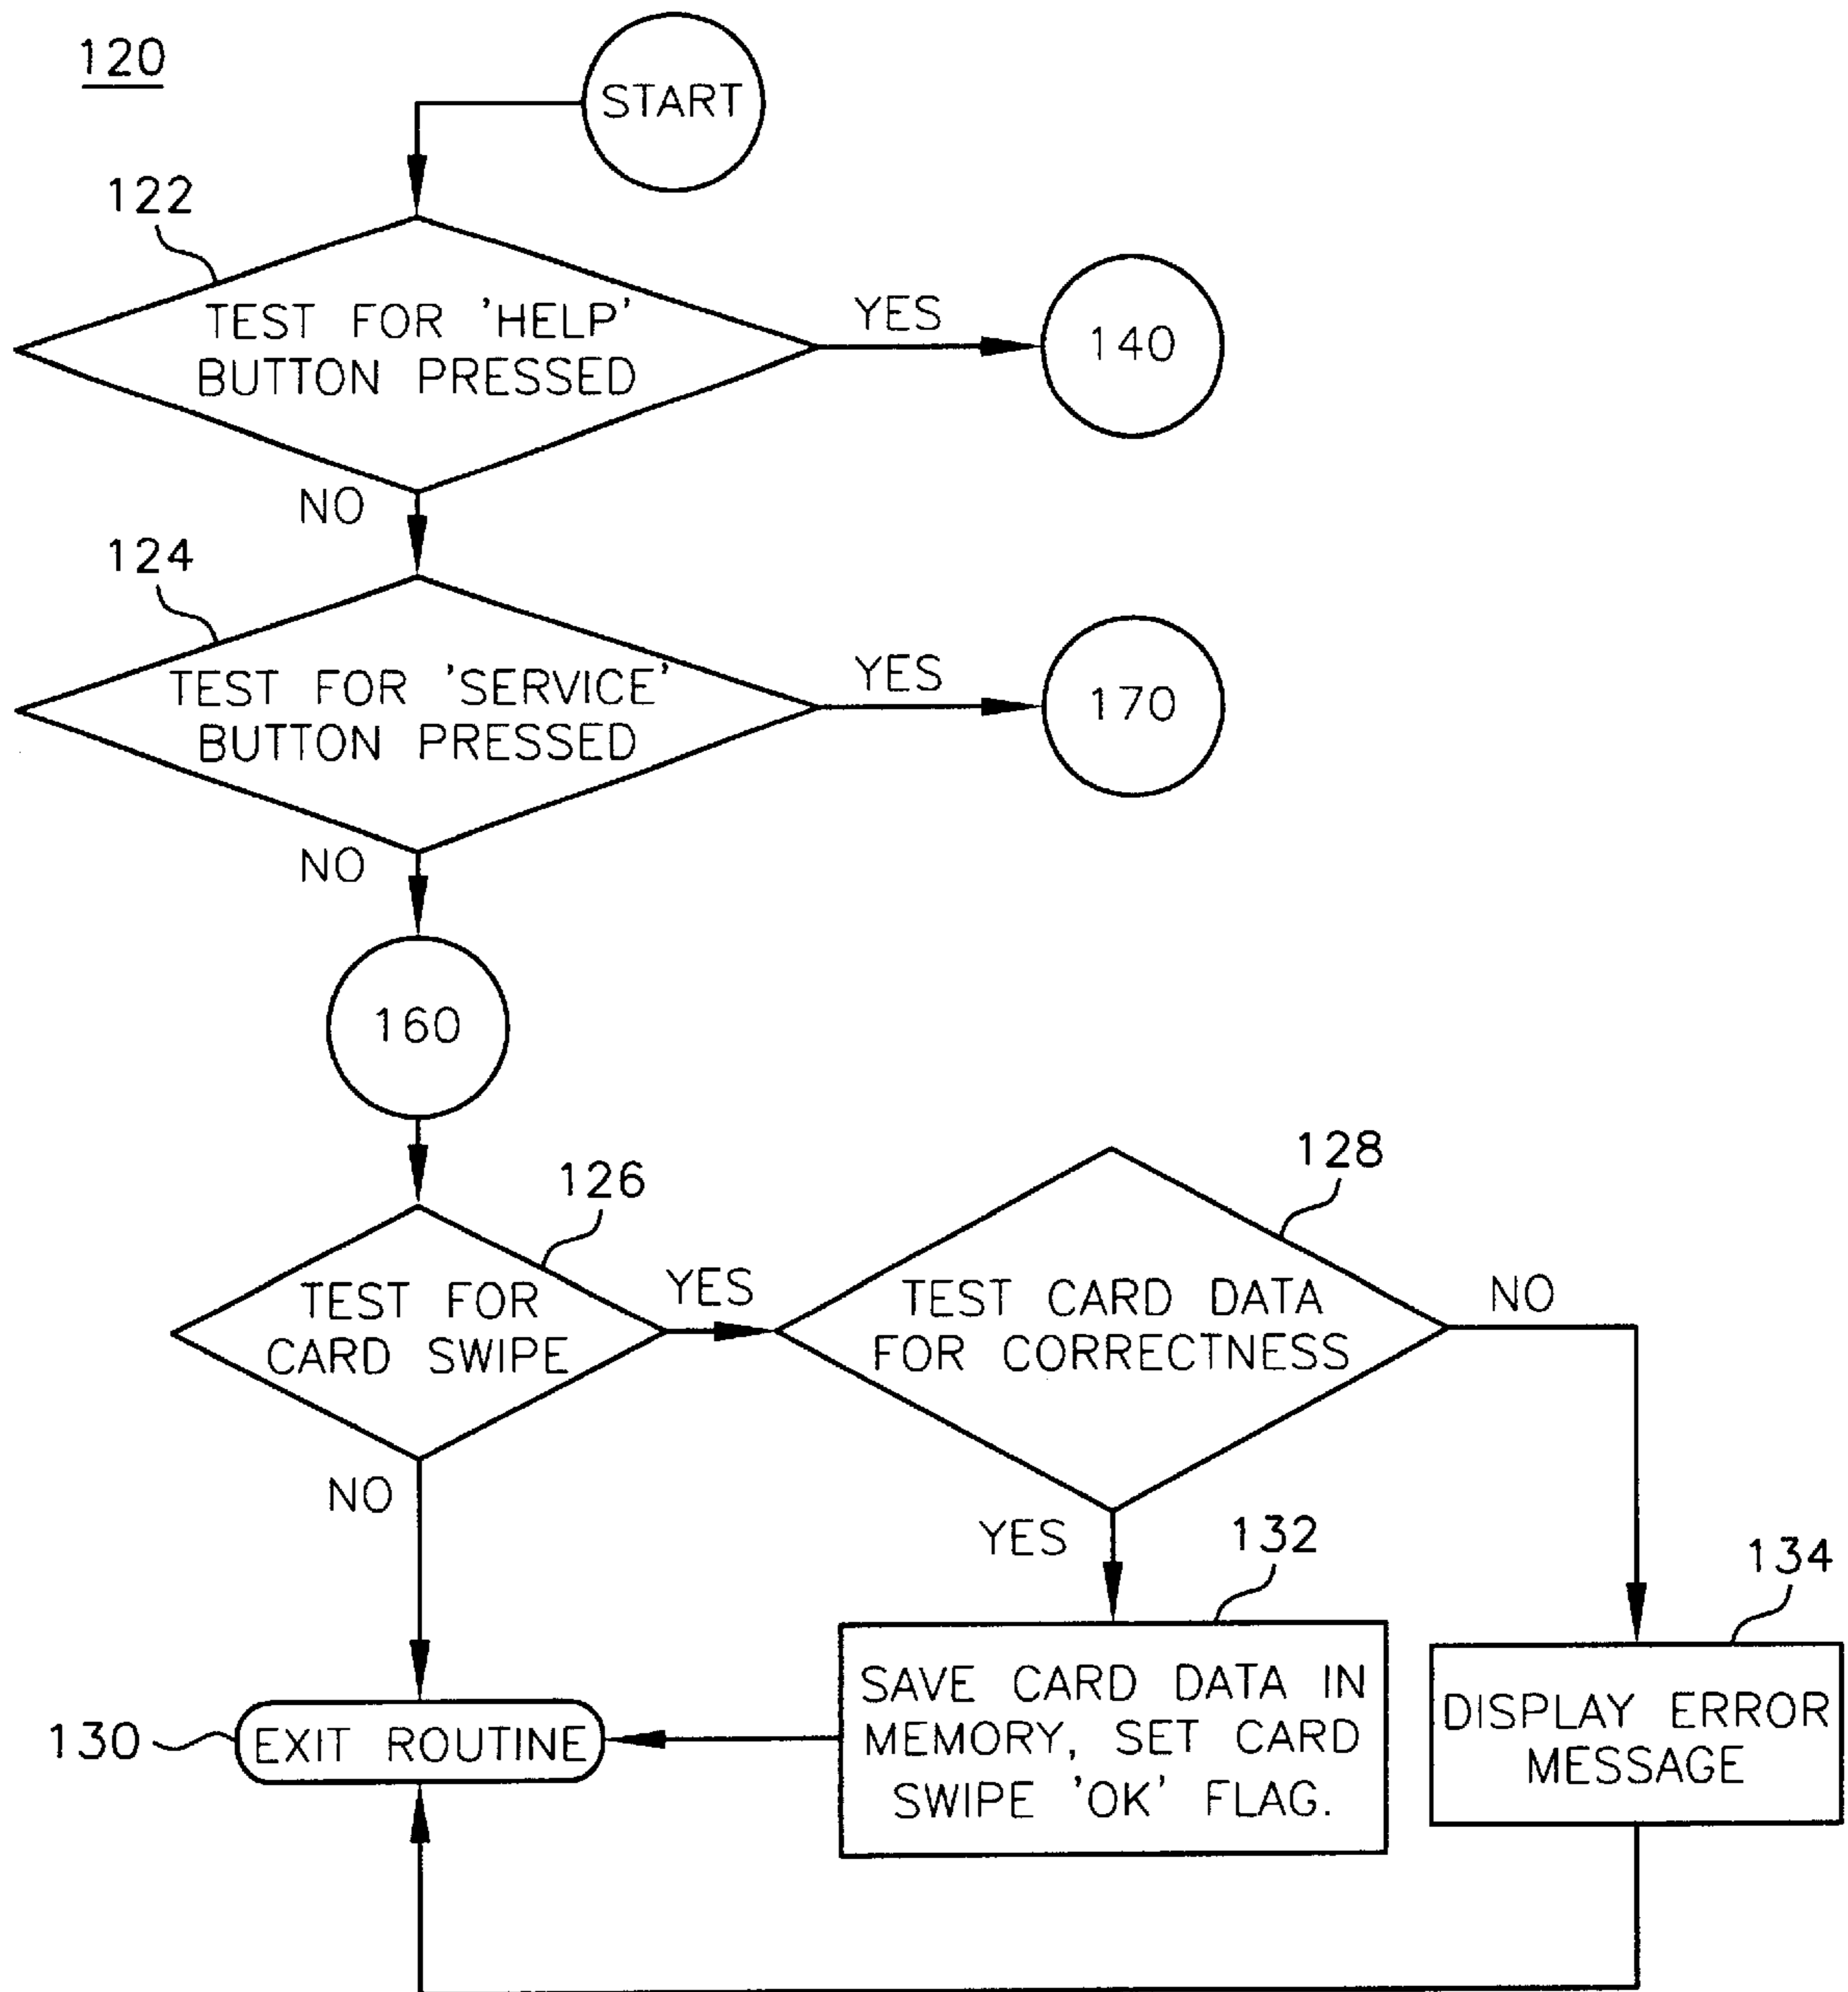 120
START
122
TEST FOR 'HELP'
BUTTON PRESSED
YES
140
NO
124
TEST FOR 'SERVICE'
BUTTON PRESSED
YES
170
NO
160
126
TEST FOR
CARD SWIPE
YES
128
TEST CARD DATA
FOR CORRECTNESS
NO
NO
YES
132
SAVE CARD DATA IN
MEMORY, SET CARD
SWIPE 'OK' FLAG.
134
DISPLAY ERROR
MESSAGE
130
EXIT ROUTINE